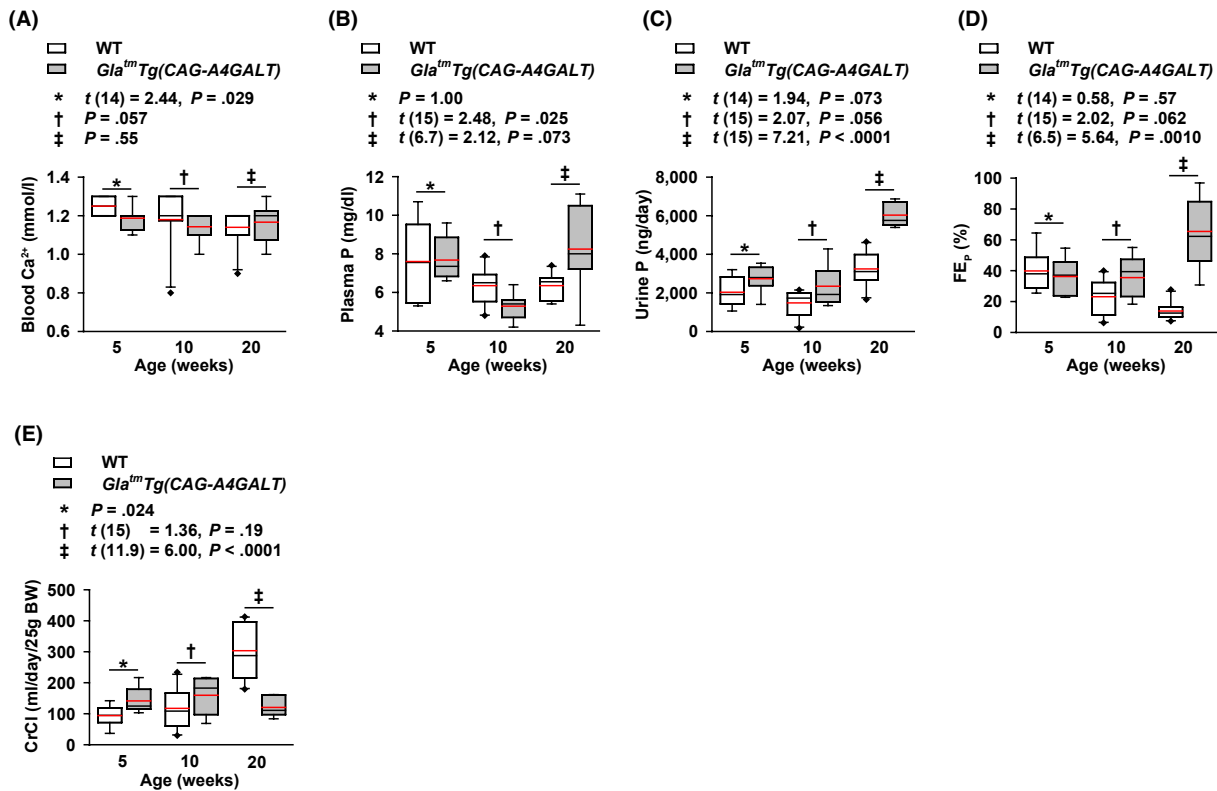 (A)
WT
Gla^tm Tg(CAG-A4GALT)
* t (14) = 2.44, P = .029
† P = .057
‡ P = .55
Blood Ca²⁺ (mmol/l)
1.4
1.2
1.0
0.8
0.6
* † ‡
5 10 20
Age (weeks)
(B)
WT
Gla^tm Tg(CAG-A4GALT)
* P = 1.00
† t (15) = 2.48, P = .025
‡ t (6.7) = 2.12, P = .073
Plasma P (mg/dl)
12
10
8
6
4
* † ‡
5 10 20
Age (weeks)
(C)
WT
Gla^tm Tg(CAG-A4GALT)
* t (14) = 1.94, P = .073
† t (15) = 2.07, P = .056
‡ t (15) = 7.21, P < .0001
Urine P (ng/day)
8,000
6,000
4,000
2,000
0
* † ‡
5 10 20
Age (weeks)
(D)
WT
Gla^tm Tg(CAG-A4GALT)
* t (14) = 0.58, P = .57
† t (15) = 2.02, P = .062
‡ t (6.5) = 5.64, P = .0010
FE_P (%)
100
80
60
40
20
0
* † ‡
5 10 20
Age (weeks)
(E)
WT
Gla^tm Tg(CAG-A4GALT)
* P = .024
† t (15) = 1.36, P = .19
‡ t (11.9) = 6.00, P < .0001
CrCl (ml/day/25g BW)
500
400
300
200
100
0
* † ‡
5 10 20
Age (weeks)